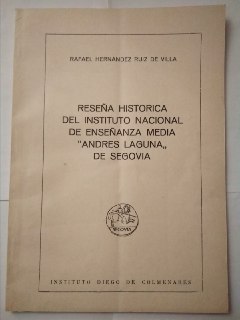 RAFAEL HERNANDEZ RUIZ DE VILLA
RESEÑA HISTORICA
DEL INSTITUTO NACIONAL
DE ENSEÑANZA MEDIA
"ANDRES LAGUNA„
DE SEGOVIA
SEGOVIA
INSTITUTO DIEGO DE COLMENARES